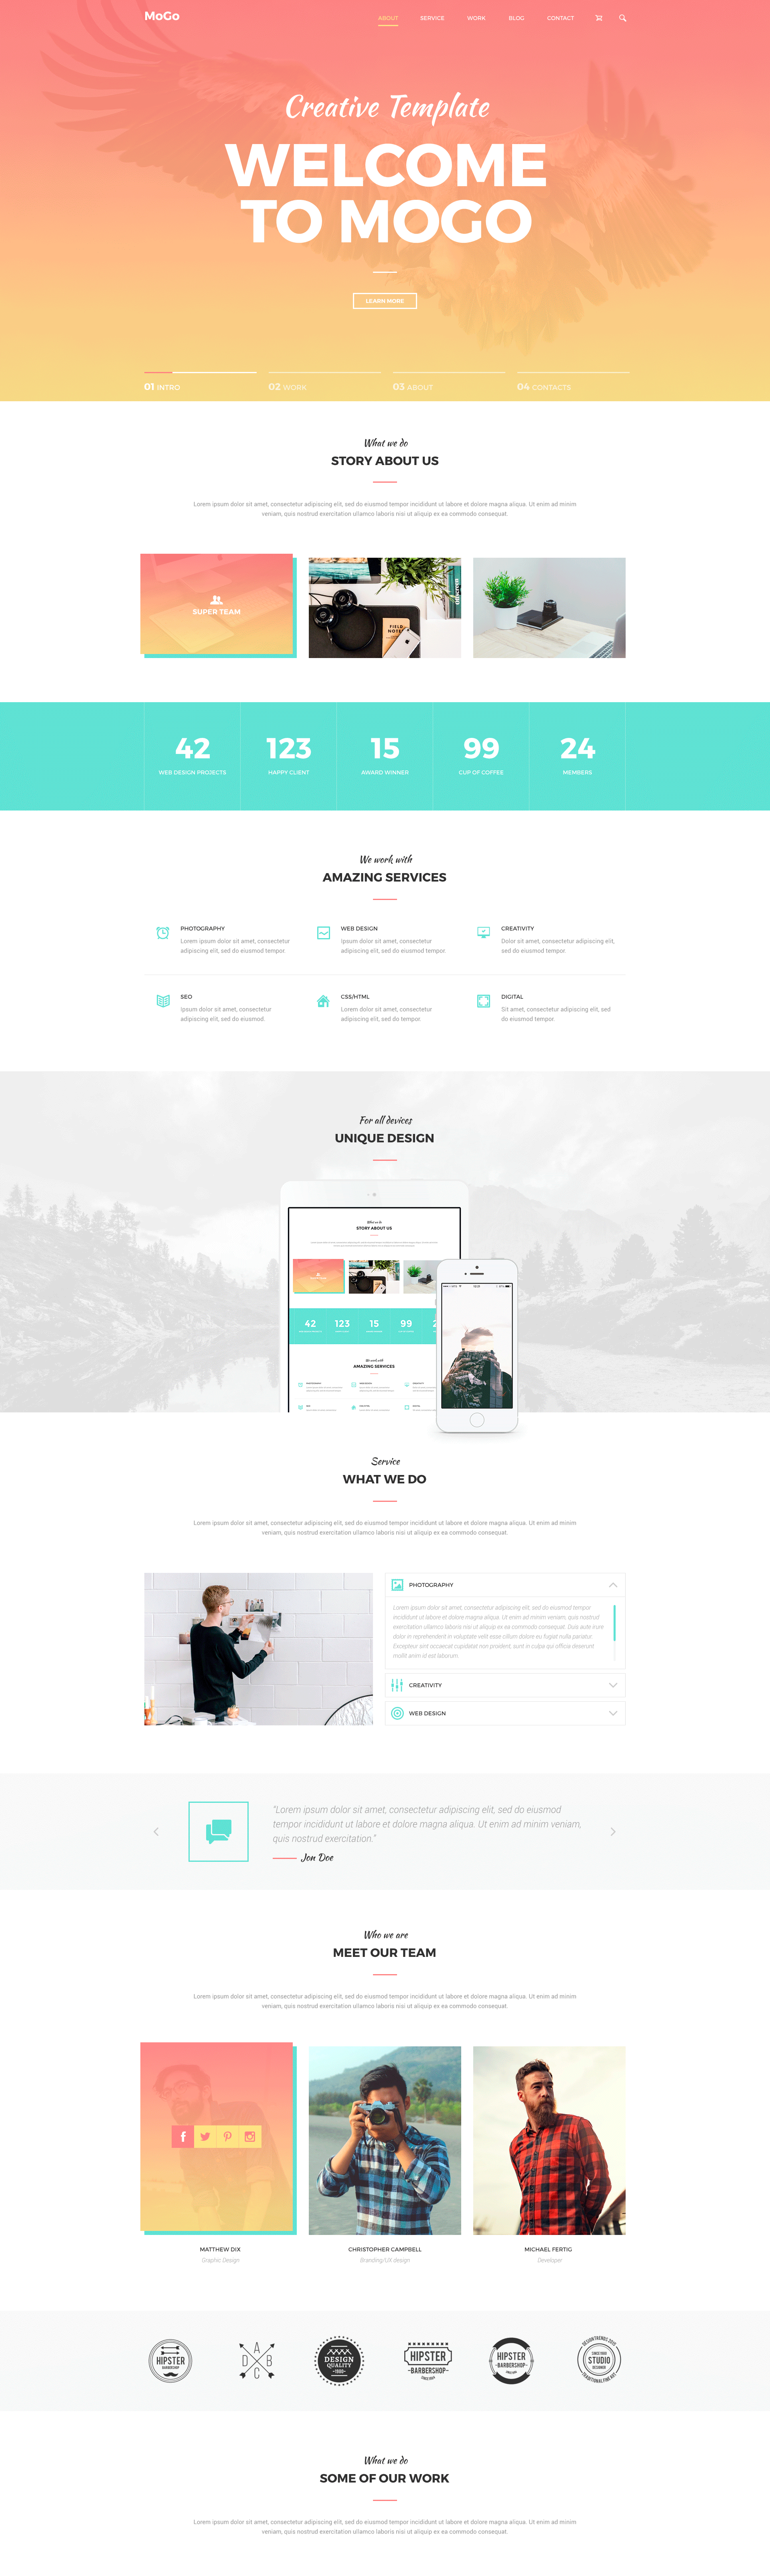 MoGo
ABOUT SERVICE WORK BLOG CONTACT
Creative Template
WELCOME
TO MOGO
LEARN MORE
01 INTRO
02 WORK
03 ABOUT
04 CONTACTS
What we do
STORY ABOUT US
Lorem ipsum dolor sit amet, consectetur adipiscing elit, sed do eiusmod tempor incididunt ut labore et dolore magna aliqua. Ut enim ad minim
veniam, quis nostrud exercitation ullamco laboris nisi ut aliquip ex ea commodo consequat.
SUPER TEAM
FIELD NOTES
42
WEB DESIGN PROJECTS
123
HAPPY CLIENT
15
AWARD WINNER
99
CUP OF COFFEE
24
MEMBERS
We work with
AMAZING SERVICES
PHOTOGRAPHY
Lorem ipsum dolor sit amet, consectetur
adipiscing elit, sed do eiusmod tempor.
WEB DESIGN
Ipsum dolor sit amet, consectetur
adipiscing elit, sed do eiusmod tempor.
CREATIVITY
Dolor sit amet, consectetur adipiscing elit,
sed do eiusmod tempor.
SEO
Ipsum dolor sit amet, consectetur
adipiscing elit, sed do eiusmod.
CSS/HTML
Lorem dolor sit amet, consectetur
adipiscing elit, sed do tempor.
DIGITAL
Sit amet, consectetur adipiscing elit, sed
do eiusmod tempor.
For all devices
UNIQUE DESIGN
What we do
STORY ABOUT US
42 123 15 99
We work with
AMAZING SERVICES
Service
WHAT WE DO
Lorem ipsum dolor sit amet, consectetur adipiscing elit, sed do eiusmod tempor incididunt ut labore et dolore magna aliqua. Ut enim ad minim
veniam, quis nostrud exercitation ullamco laboris nisi ut aliquip ex ea commodo consequat.
PHOTOGRAPHY
Lorem ipsum dolor sit amet, consectetur adipiscing elit, sed do eiusmod tempor
incididunt ut labore et dolore magna aliqua. Ut enim ad minim veniam, quis nostrud
exercitation ullamco laboris nisi ut aliquip ex ea commodo consequat. Duis aute irure
dolor in reprehenderit in voluptate velit esse cillum dolore eu fugiat nulla pariatur.
Excepteur sint occaecat cupidatat non proident, sunt in culpa qui officia deserunt
mollit anim id est laborum.
CREATIVITY
WEB DESIGN
“Lorem ipsum dolor sit amet, consectetur adipiscing elit, sed do eiusmod
tempor incididunt ut labore et dolore magna aliqua. Ut enim ad minim veniam,
quis nostrud exercitation.”
Jon Doe
Who we are
MEET OUR TEAM
Lorem ipsum dolor sit amet, consectetur adipiscing elit, sed do eiusmod tempor incididunt ut labore et dolore magna aliqua. Ut enim ad minim
veniam, quis nostrud exercitation ullamco laboris nisi ut aliquip ex ea commodo consequat.
MATTHEW DIX
Graphic Design
CHRISTOPHER CAMPBELL
Branding/UX design
MICHAEL FERTIG
Developer
HIPSTER
BARBERSHOP
A
D B
C
DESIGN
QUALITY
1980
HIPSTER
BARBERSHOP
SINCE 1969
HIPSTER
BARBERSHOP
STUDIO
What we do
SOME OF OUR WORK
Lorem ipsum dolor sit amet, consectetur adipiscing elit, sed do eiusmod tempor incididunt ut labore et dolore magna aliqua. Ut enim ad minim
veniam, quis nostrud exercitation ullamco laboris nisi ut aliquip ex ea commodo consequat.